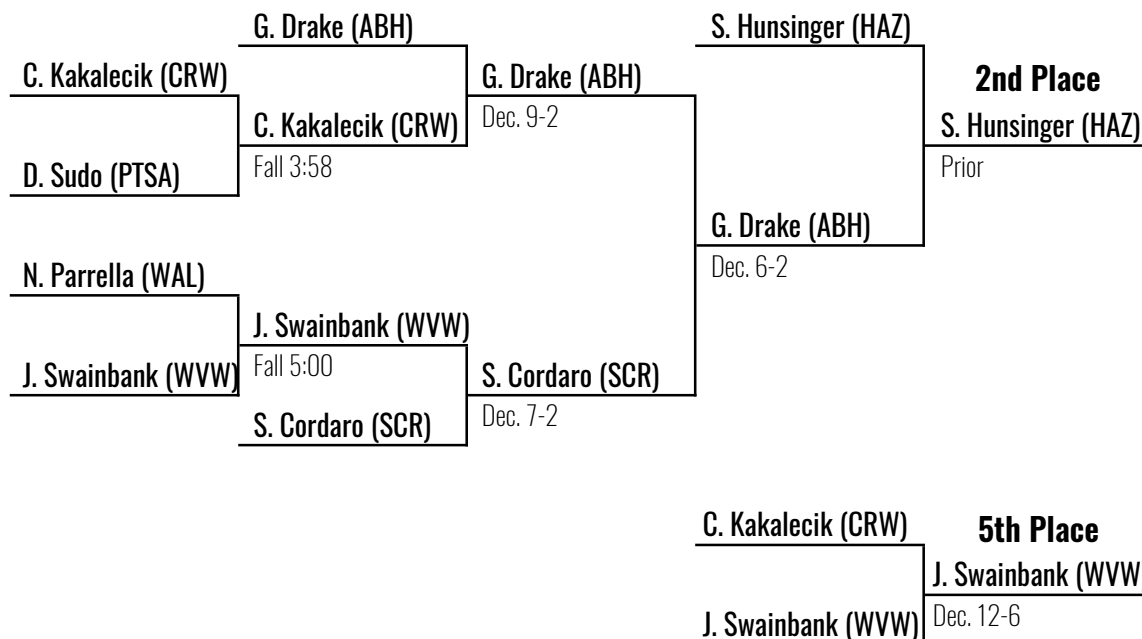 G. Drake (ABH)
S. Hunsinger (HAZ)
C. Kakalecik (CRW)
G. Drake (ABH)
2nd Place
Dec. 9-2
C. Kakalecik (CRW)
S. Hunsinger (HAZ)
Fall 3:58
Prior
D. Sudo (PTSA)
G. Drake (ABH)
Dec. 6-2
N. Parrella (WAL)
J. Swainbank (WVW)
Fall 5:00
J. Swainbank (WVW)
S. Cordaro (SCR)
Dec. 7-2
S. Cordaro (SCR)
C. Kakalecik (CRW)
5th Place
J. Swainbank (WVW
Dec. 12-6
J. Swainbank (WVW)